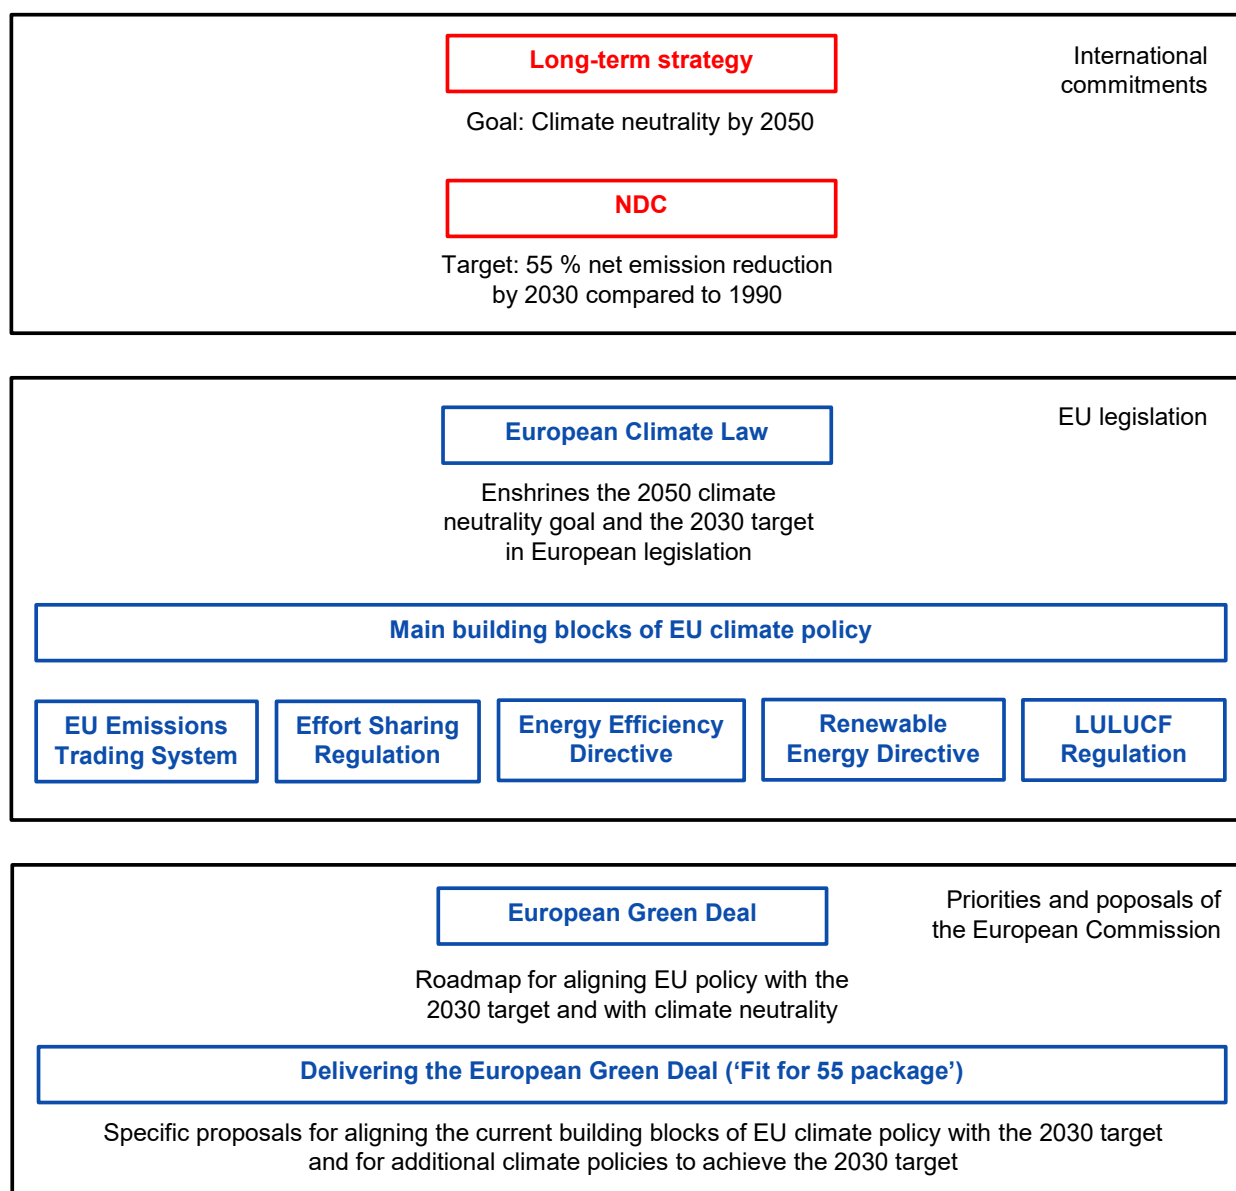 Long-term strategy
International
commitments
Goal: Climate neutrality by 2050
NDC
Target: 55 % net emission reduction
by 2030 compared to 1990
European Climate Law
EU legislation
Enshrines the 2050 climate
neutrality goal and the 2030 target
in European legislation
Main building blocks of EU climate policy
EU Emissions
Trading System
Effort Sharing
Regulation
Energy Efficiency
Directive
Renewable
Energy Directive
LULUCF
Regulation
European Green Deal
Priorities and poposals of
the European Commission
Roadmap for aligning EU policy with the
2030 target and with climate neutrality
Delivering the European Green Deal (‘Fit for 55 package’)
Specific proposals for aligning the current building blocks of EU climate policy with the 2030 target
and for additional climate policies to achieve the 2030 target